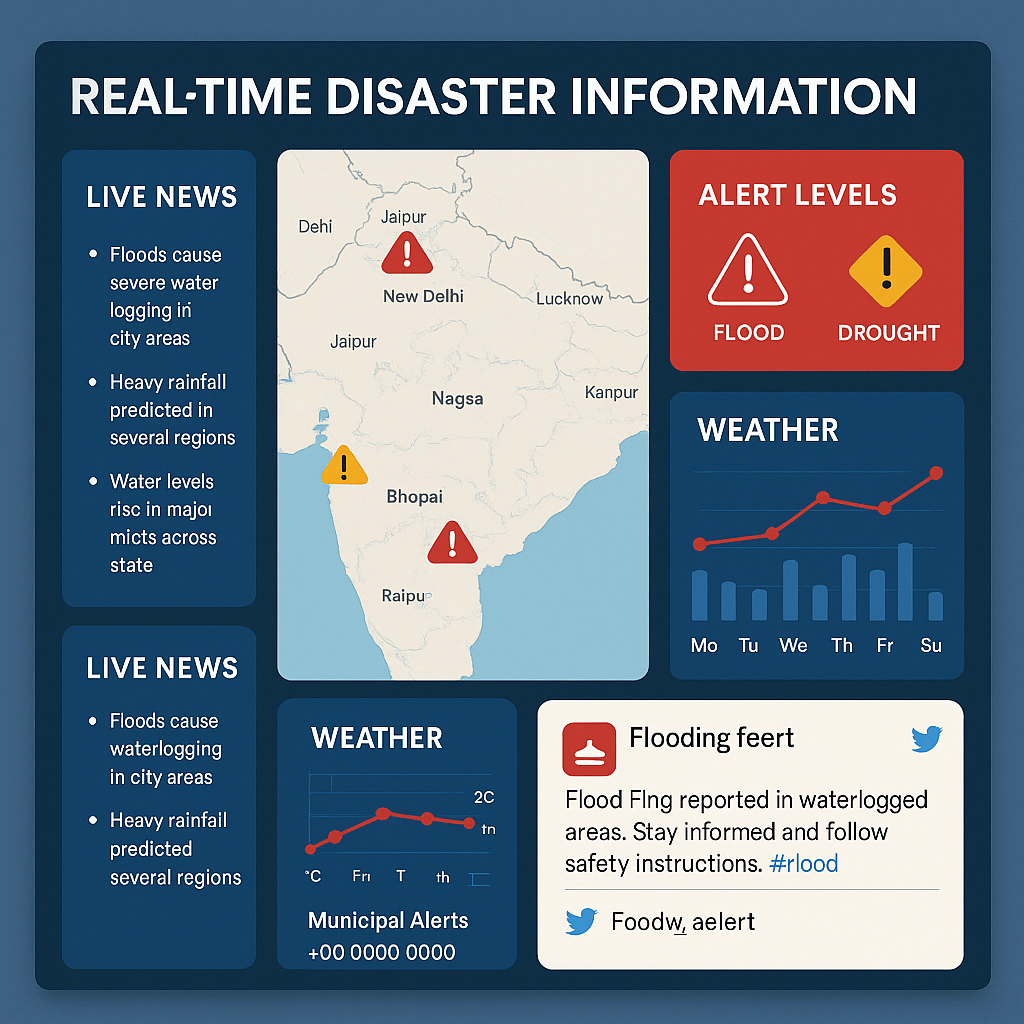 REAL-TIME DISASTER INFORMATION
LIVE NEWS
• Floods cause
severe water
logging in
city areas
• Heavy rainfall
predicted in
several regions
• Water levels
risc in major
micts across
state
Dehi
Jaipur
New Delhi
Lucknow
Jaipur
Nagsa
Kanpur
Bhopai
Raipur
ALERT LEVELS
FLOOD
DROUGHT
WEATHER
Mo Tu We Th Fr Su
LIVE NEWS
• Floods cause
waterlogging
in city areas
• Heavy rainfail
predicted
several regions
WEATHER
2C
tn
°C Fri T th
Municipal Alerts
+00 0000 0000
Flooding feert
Flood Flng reported in waterlogged
areas. Stay informed and follow
safety instructions. #rlood
Foodw, aelert